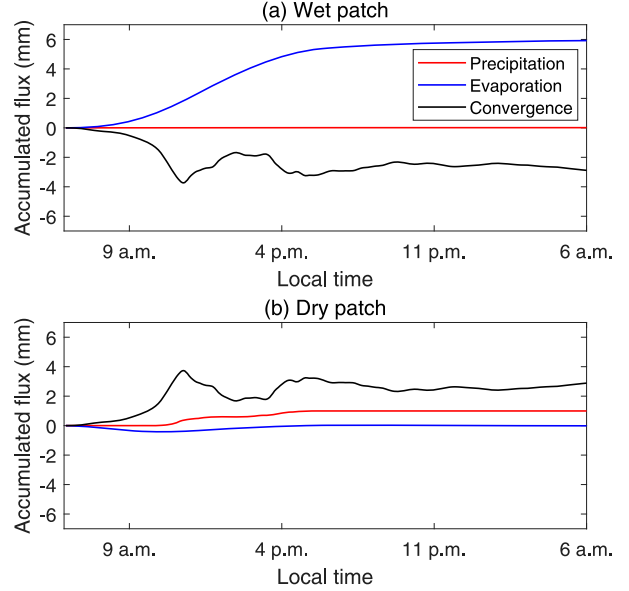 (a) Wet patch
Accumulated flux (mm)
6
4
2
0
-2
-4
-6
Precipitation
Evaporation
Convergence
9 a.m.
4 p.m.
11 p.m.
6 a.m.
Local time
(b) Dry patch
Accumulated flux (mm)
6
4
2
0
-2
-4
-6
9 a.m.
4 p.m.
11 p.m.
6 a.m.
Local time